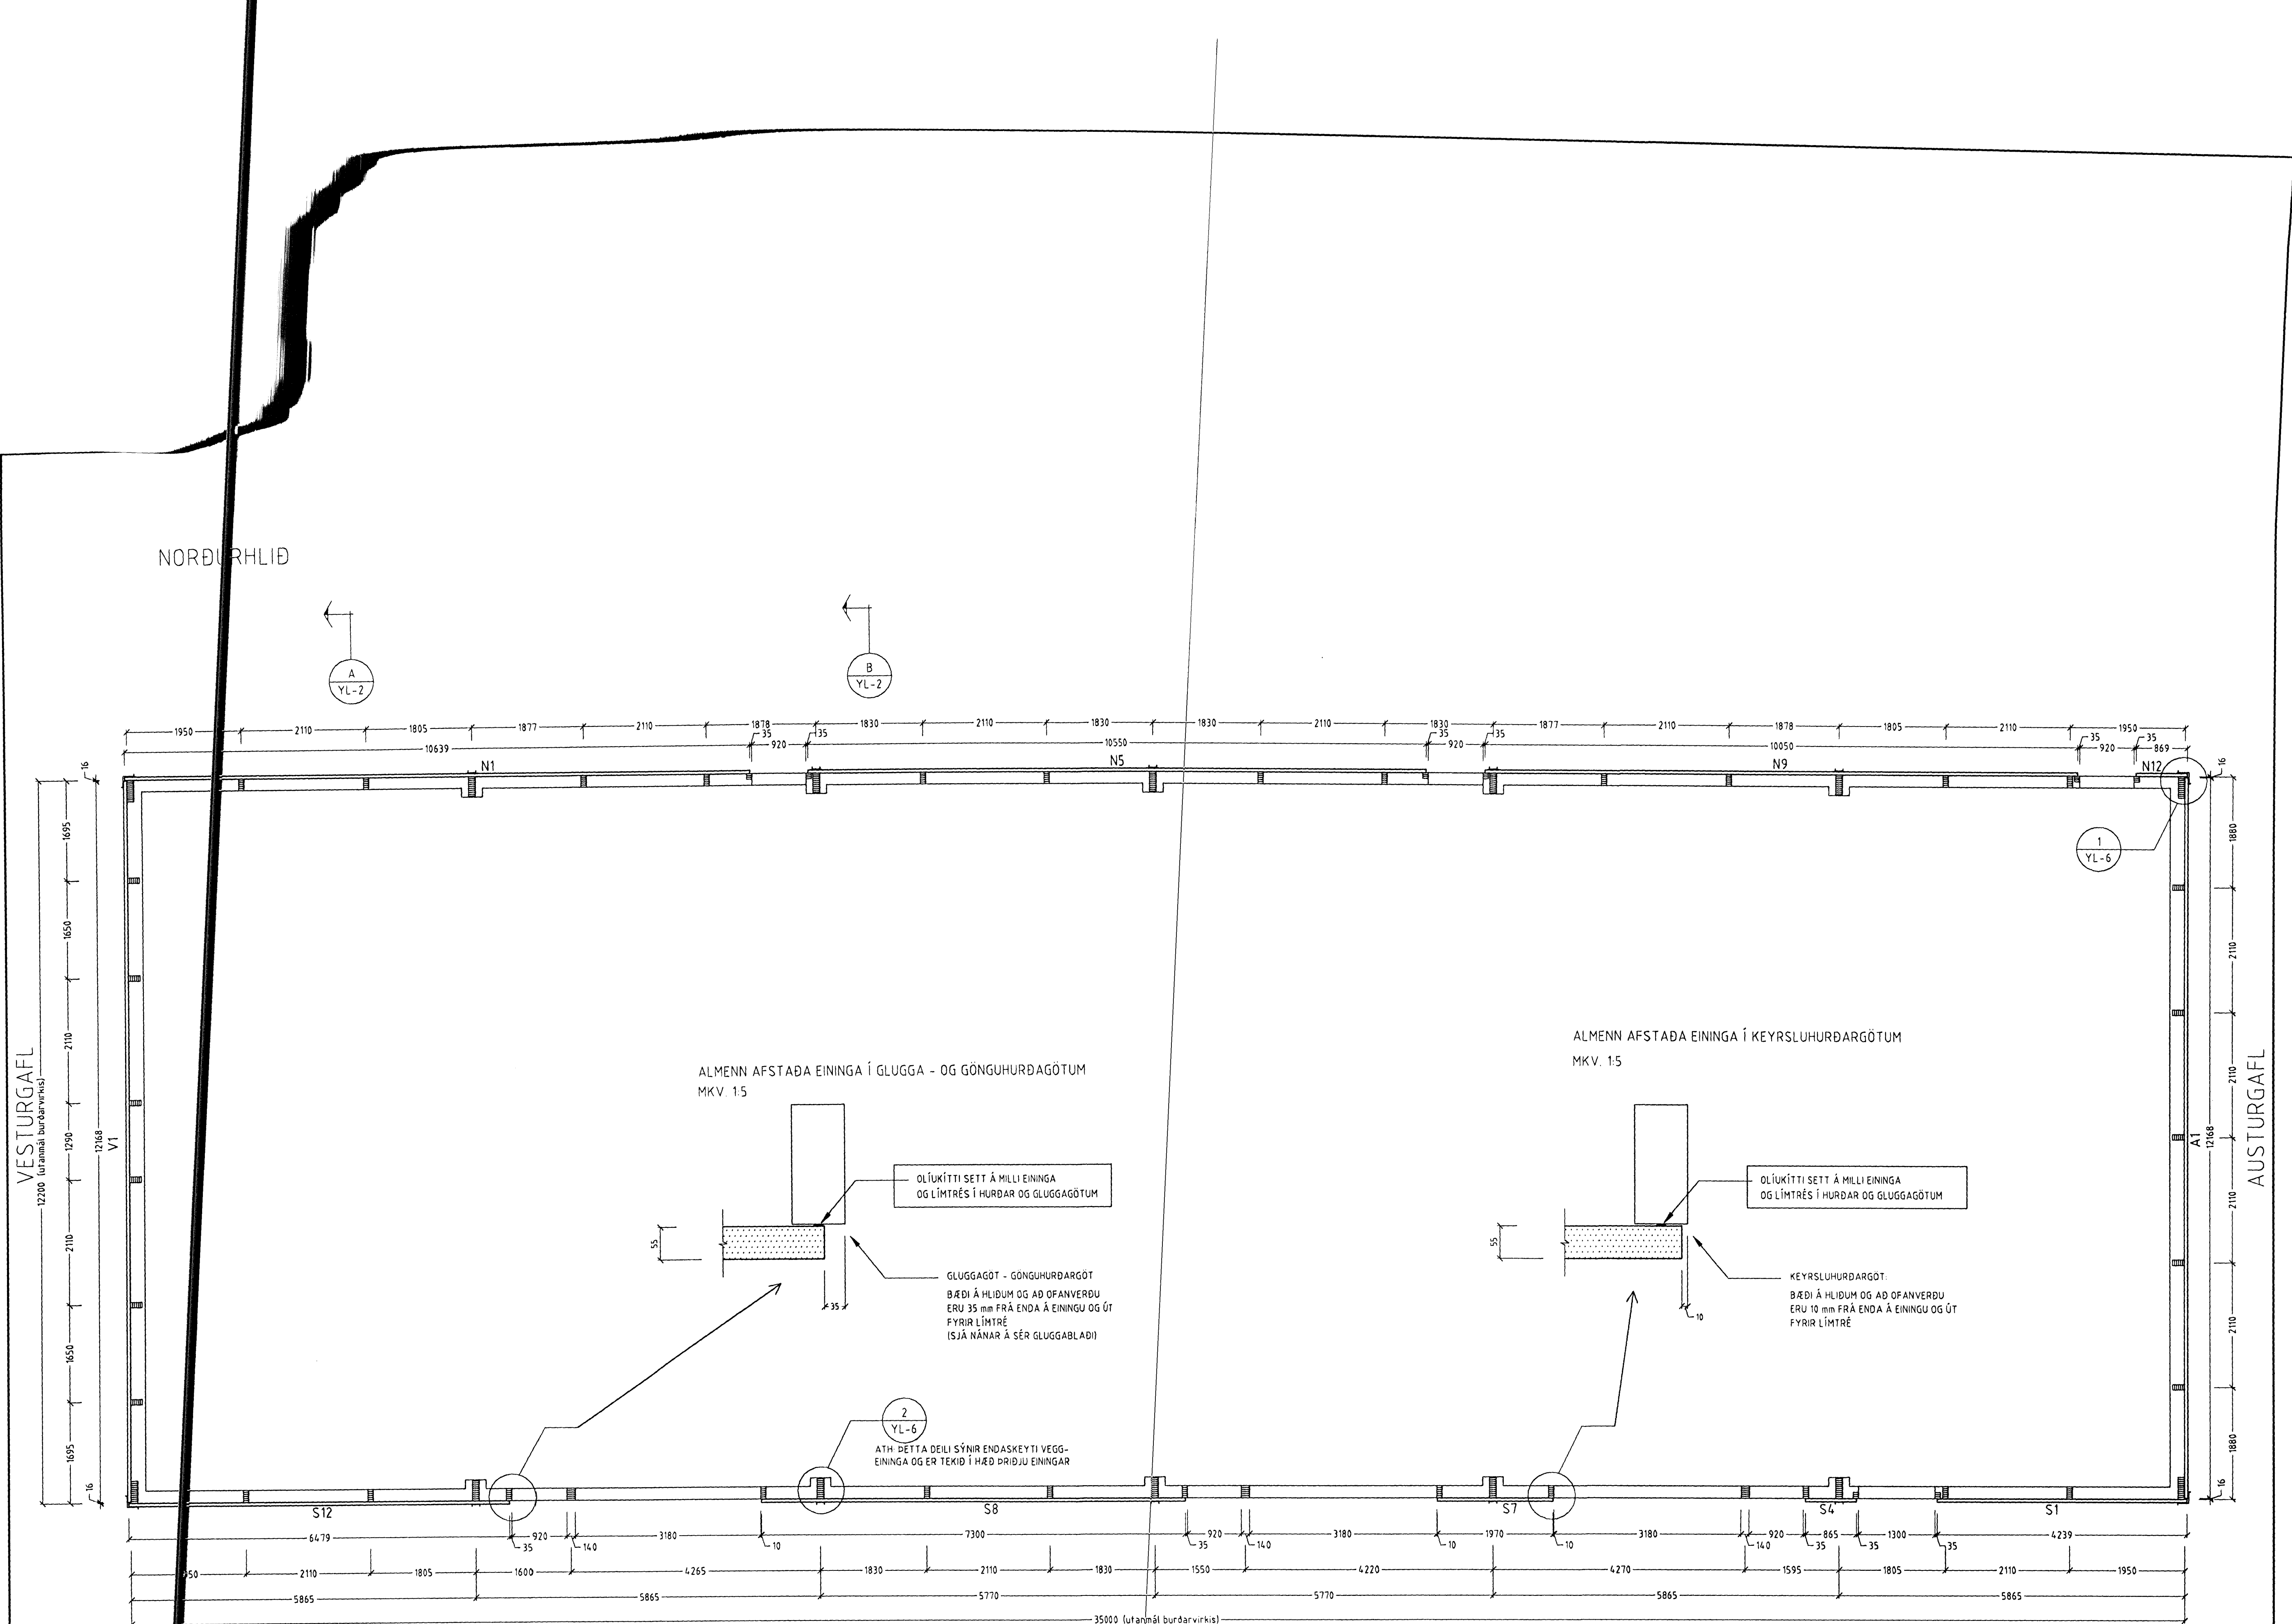 NORÐURHLIÐ
A
YL-2
B
YL-2
1950 2110 1805 1877 2110 1878 1830 2110 1830 1830 2110 1830 1877 2110 1878 1805 2110 1950
35 35 35 35 35 35
10639 920 10550 920 10050 920 869
16 N1 N5 N9 N12 16
1
YL-6
VESTURGAFL
12200 (utanmál burðarvirkis)
1695 1650 2110 1290 2110 1650 1695
12168
V1
16
AUSTURGAFL
1880 2110 2110 2110 2110 1880
12168
A1
16
ALMENN AFSTAÐA EININGA Í GLUGGA - OG GÖNGUHURÐAGÖTUM
MKV. 1:5
OLÍUKÍTTI SETT Á MILLI EININGA
OG LÍMTRÉS Í HURÐAR OG GLUGGAGÖTUM
55
35
GLUGGAGÖT - GÖNGUHURÐARGÖT
BÆÐI Á HLIÐUM OG AÐ OFANVERÐU
ERU 35 mm FRÁ ENDA Á EININGU OG ÚT
FYRIR LÍMTRÉ
(SJÁ NÁNAR Á SÉR GLUGGABLAÐI)
ALMENN AFSTAÐA EININGA Í KEYRSLUHURÐARGÖTUM
MKV. 1:5
OLÍUKÍTTI SETT Á MILLI EININGA
OG LÍMTRÉS Í HURÐAR OG GLUGGAGÖTUM
55
10
KEYRSLUHURÐARGÖT:
BÆÐI Á HLIÐUM OG AÐ OFANVERÐU
ERU 10 mm FRÁ ENDA Á EININGU OG ÚT
FYRIR LÍMTRÉ
2
YL-6
ATH: ÞETTA DEILI SÝNIR ENDASKEYTI VEGG-
EININGA OG ER TEKIÐ Í HÆÐ ÞRIÐJU EININGAR
S12 S8 S7 S4 S1
6479 920 3180 7300 920 3180 1970 3180 920 865 1300 4239
35 140 10 35 140 10 10 140 35 35 35
2110 1805 1600 4265 1830 2110 1830 1550 4220 4270 1595 1805 2110 1950
5865 5865 5770 5770 5865 5865
35000 (utanmál burðarvirkis)